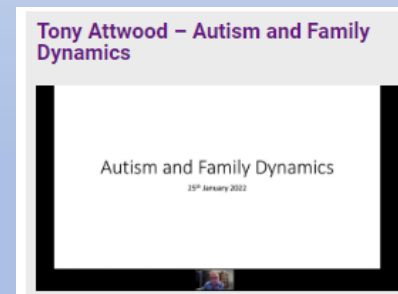 Tony Attwood – Autism and Family
Dynamics
Autism and Family Dynamics
25th January 2022